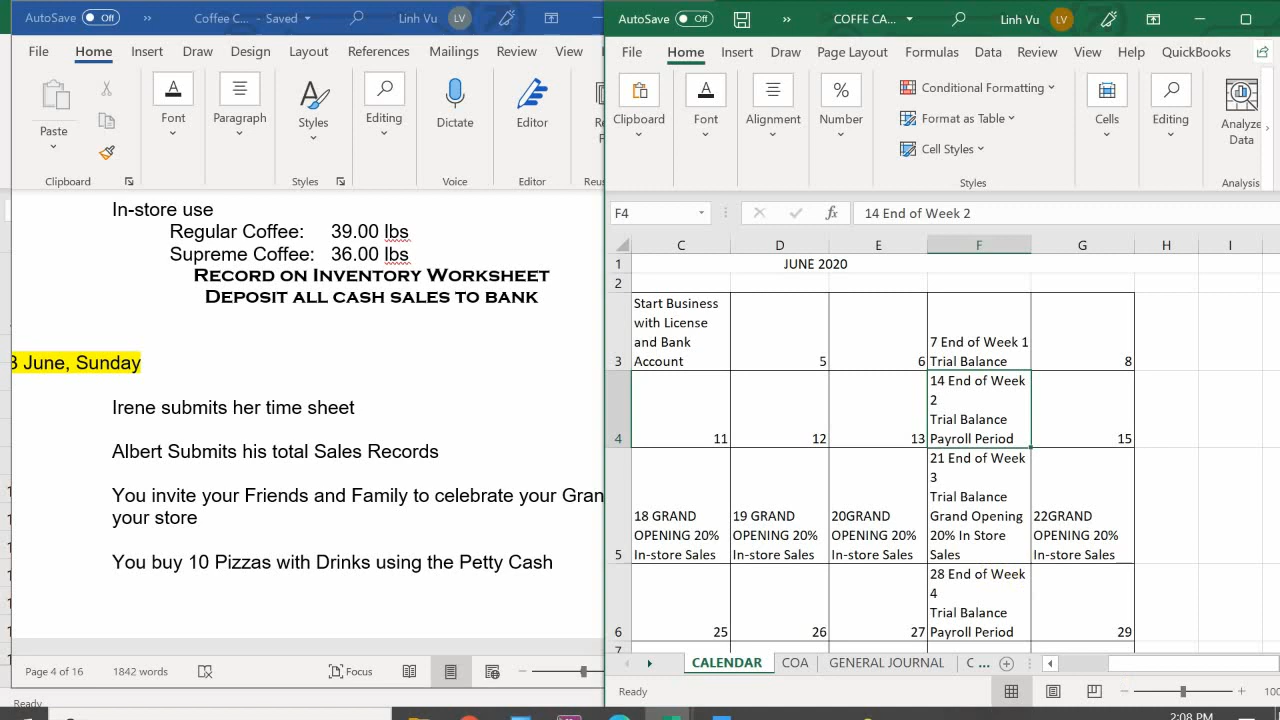 AutoSave Off Coffee C... - Saved Linh Vu LV
File Home Insert Draw Design Layout References Mailings Review View
Paste Font Paragraph Styles Editing Dictate Editor
Clipboard Styles Voice Editor
In-store use
Regular Coffee: 39.00 lbs
Supreme Coffee: 36.00 lbs
RECORD ON INVENTORY WORKSHEET
DEPOSIT ALL CASH SALES TO BANK
June, Sunday
Irene submits her time sheet
Albert Submits his total Sales Records
You invite your Friends and Family to celebrate your Gran
your store
You buy 10 Pizzas with Drinks using the Petty Cash
Page 4 of 16 1842 words Focus
Ready
AutoSave Off COFFE CA... Linh Vu LV
File Home Insert Draw Page Layout Formulas Data Review View Help QuickBooks
Clipboard Font Alignment Number
Conditional Formatting
Format as Table
Cell Styles
Cells Editing Analyze
Data
Styles Analysis
F4 fx 14 End of Week 2
C D E F G H I
1 JUNE 2020
2
Start Business
with License
and Bank 7 End of Week 1
3 Account 5 6 Trial Balance 8
14 End of Week
2
Trial Balance
4 11 12 13 Payroll Period 15
21 End of Week
3
Trial Balance
18 GRAND 19 GRAND 20GRAND Grand Opening 22GRAND
OPENING 20% OPENING 20% OPENING 20% 20% In Store OPENING 20%
5 In-store Sales In-store Sales In-store Sales Sales In-store Sales
28 End of Week
4
Trial Balance
6 25 26 27 Payroll Period 29
7
CALENDAR COA GENERAL JOURNAL C ...
Ready 100
2:08 PM